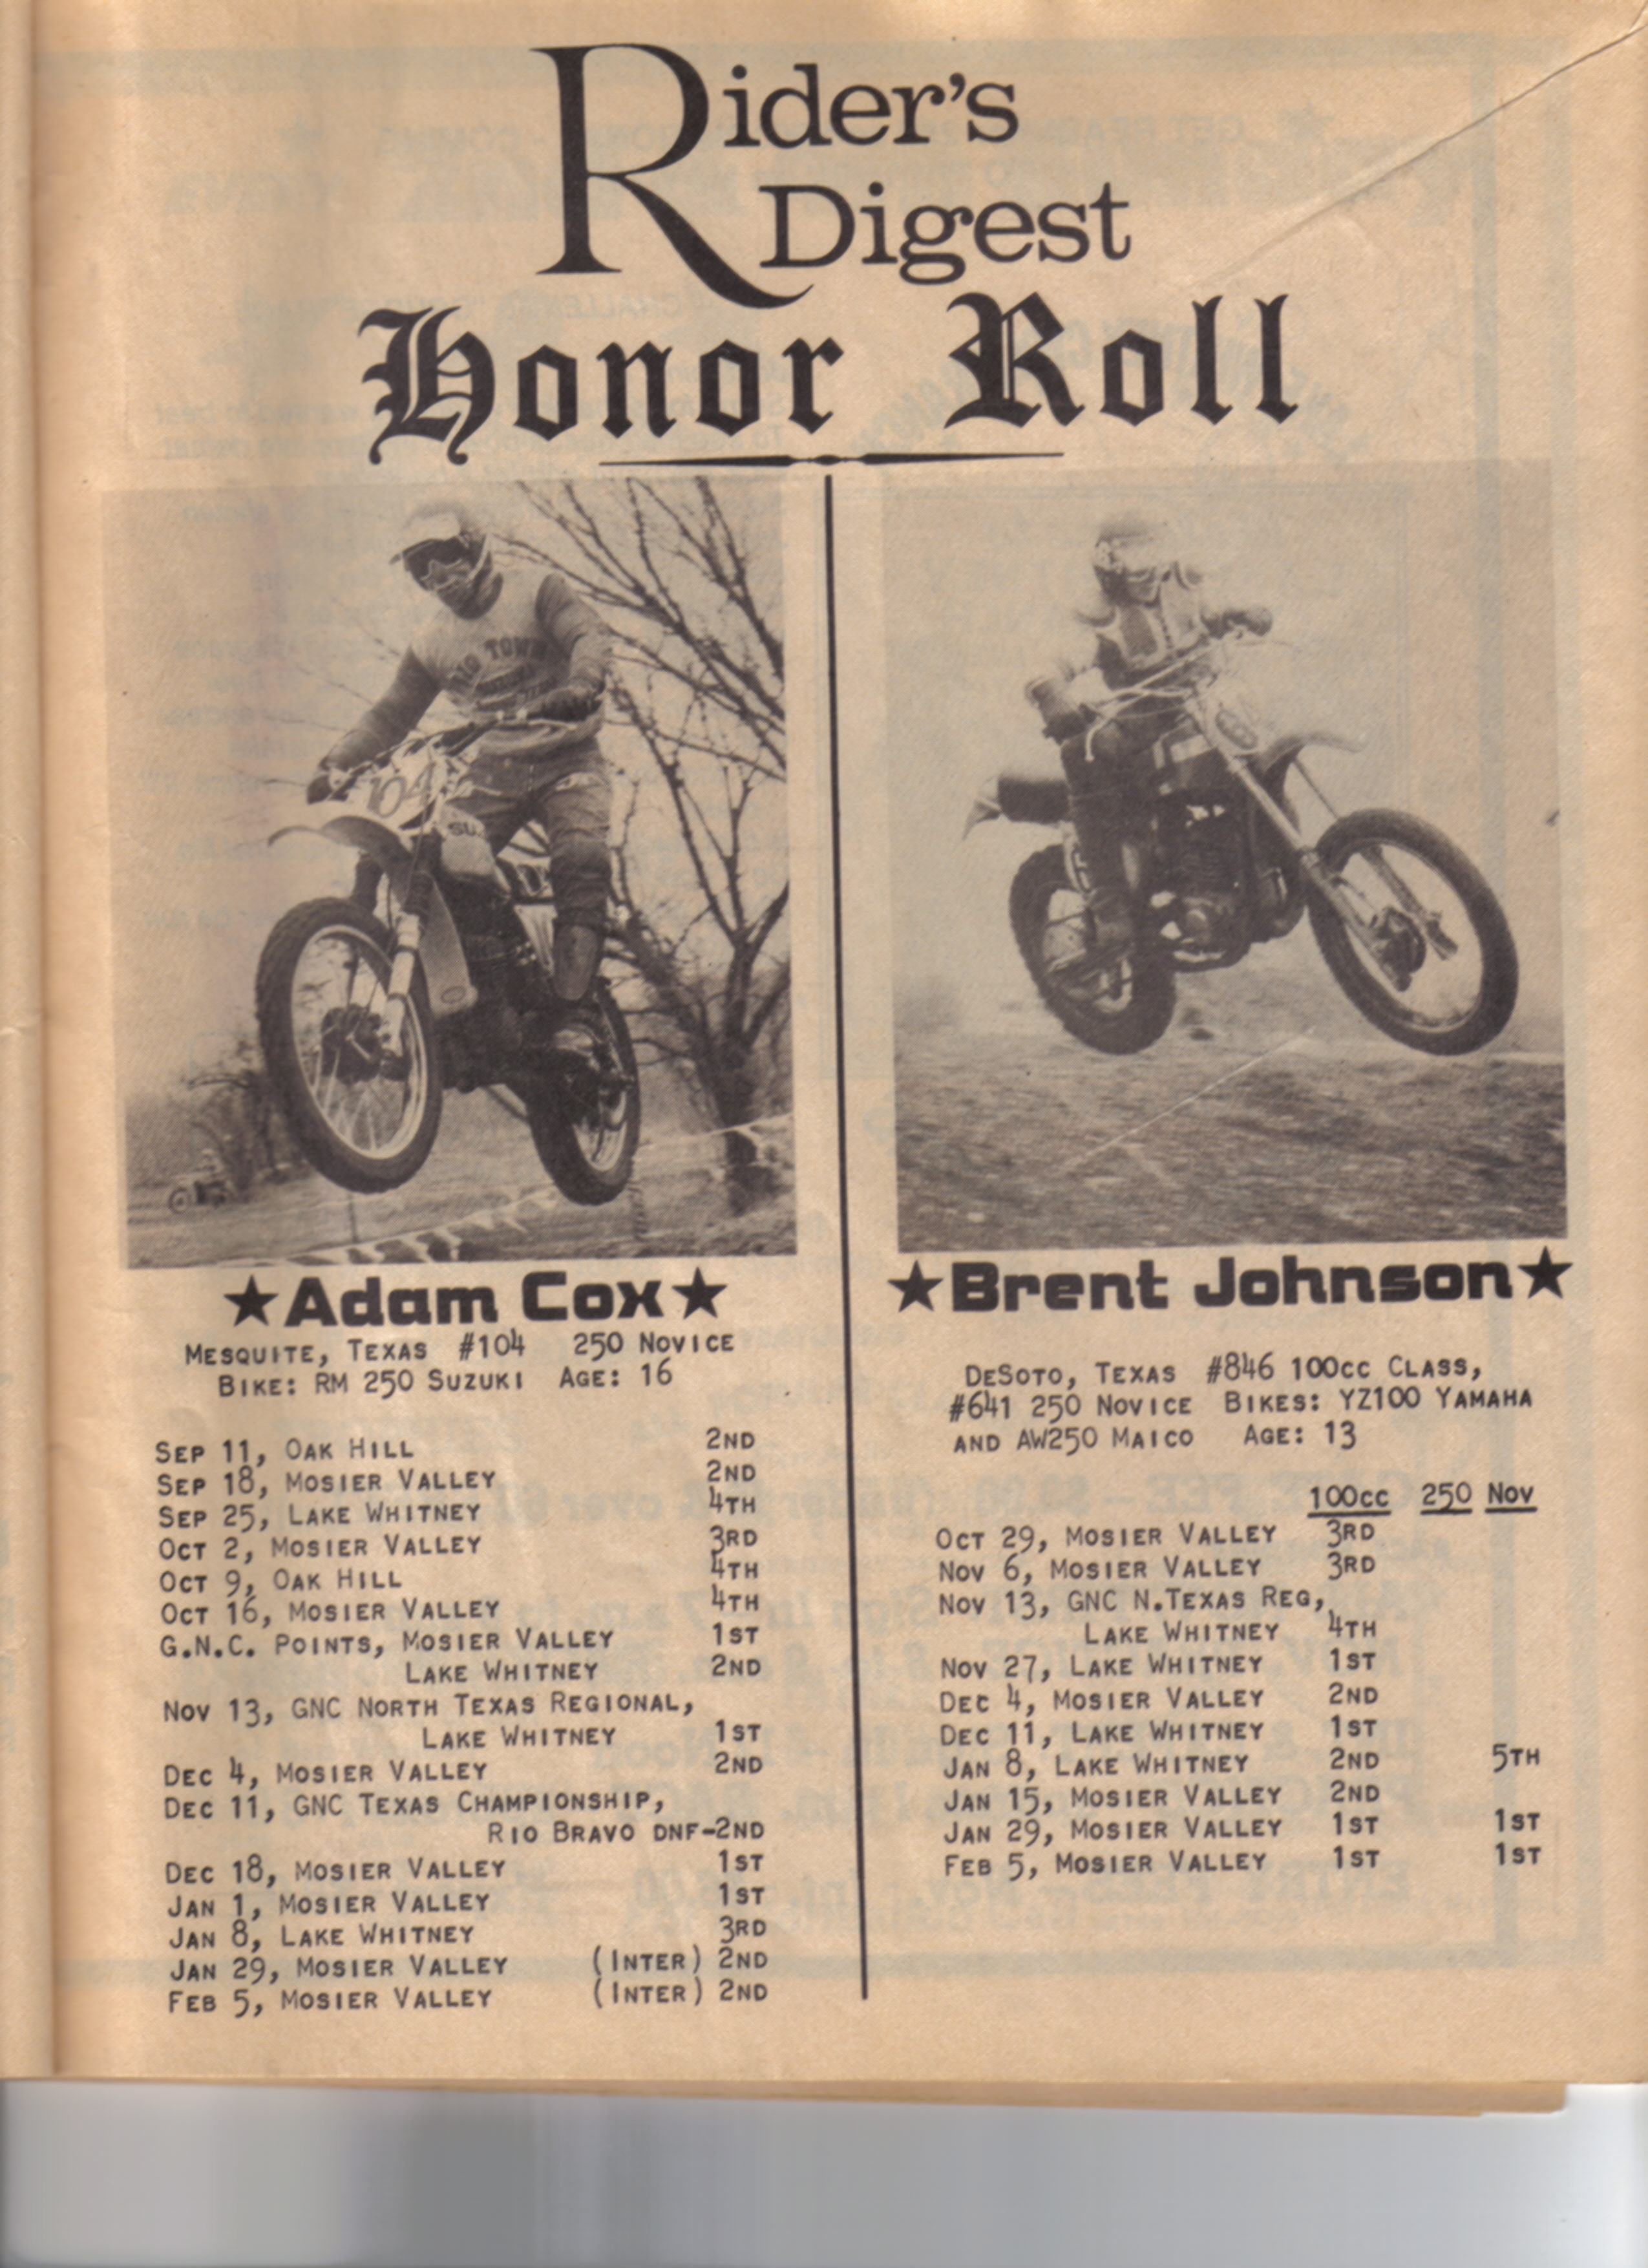 Rider's
Digest
Honor Roll
TOWN
104
SU
★Adam Cox★
MESQUITE, TEXAS #104 250 NOVICE
BIKE: RM 250 SUZUKI AGE: 16
SEP 11, OAK HILL 2ND
SEP 18, MOSIER VALLEY 2ND
SEP 25, LAKE WHITNEY 4TH
OCT 2, MOSIER VALLEY 3RD
OCT 9, OAK HILL 4TH
OCT 16, MOSIER VALLEY 4TH
G.N.C. POINTS, MOSIER VALLEY 1ST
LAKE WHITNEY 2ND
NOV 13, GNC NORTH TEXAS REGIONAL,
LAKE WHITNEY 1ST
DEC 4, MOSIER VALLEY 2ND
DEC 11, GNC TEXAS CHAMPIONSHIP,
RIO BRAVO DNF-2ND
DEC 18, MOSIER VALLEY 1ST
JAN 1, MOSIER VALLEY 1ST
JAN 8, LAKE WHITNEY 3RD
JAN 29, MOSIER VALLEY (INTER) 2ND
FEB 5, MOSIER VALLEY (INTER) 2ND
★Brent Johnson★
DESOTO, TEXAS #846 100CC CLASS,
#641 250 NOVICE BIKES: YZ100 YAMAHA
AND AW250 MAICO AGE: 13
100CC 250 NOV
OCT 29, MOSIER VALLEY 3RD
NOV 6, MOSIER VALLEY 3RD
NOV 13, GNC N.TEXAS REG,
LAKE WHITNEY 4TH
NOV 27, LAKE WHITNEY 1ST
DEC 4, MOSIER VALLEY 2ND
DEC 11, LAKE WHITNEY 1ST
JAN 8, LAKE WHITNEY 2ND 5TH
JAN 15, MOSIER VALLEY 2ND
JAN 29, MOSIER VALLEY 1ST 1ST
FEB 5, MOSIER VALLEY 1ST 1ST